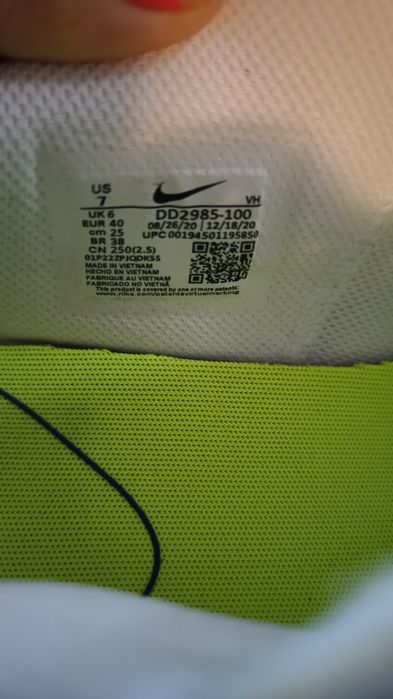 US
7
VH
UK 6
DD2985-100
EUR 40
08/26/20 | 12/18/20
cm 25
UPC 00194501195850
BR 38
CN 250(2.5)
01P22ZPJQDK55
MADE IN VIETNAM
HECHO EN VIETNAM
FABRIQUE AU VIETNAM
FABRICADO NO VIETNÃ
This product is covered by one or more patents:
www.nike.com/patentsvirtualmarking